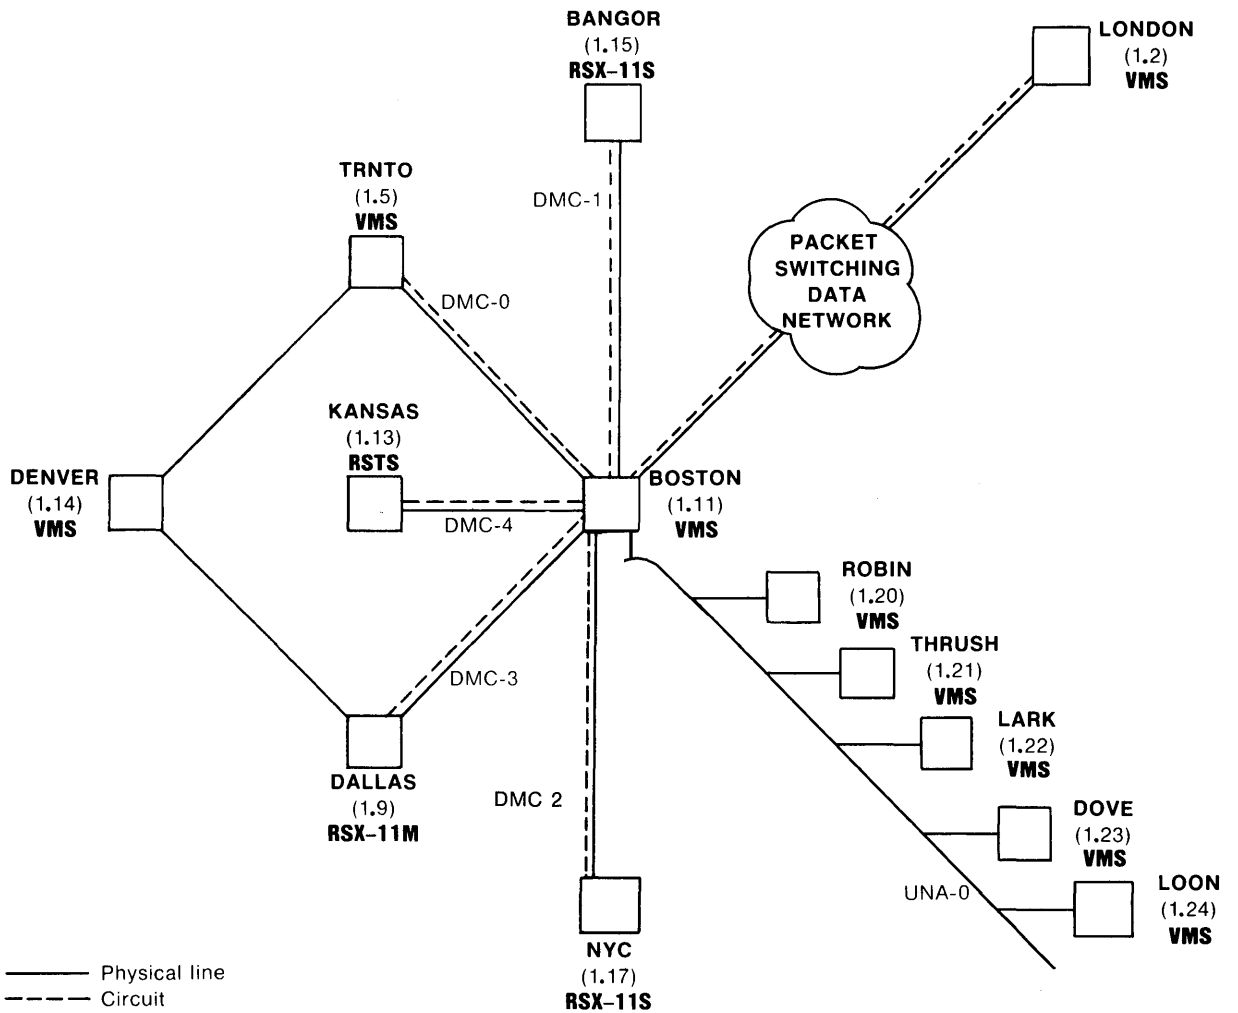 BANGOR
(1.15)
RSX-11S
LONDON
(1.2)
VMS
TRNTO
(1.5)
VMS
DMC-1
PACKET
SWITCHING
DATA
NETWORK
DMC-0
KANSAS
(1.13)
RSTS
DENVER
(1.14)
VMS
BOSTON
(1.11)
VMS
DMC-4
ROBIN
(1.20)
VMS
THRUSH
(1.21)
VMS
DMC-3
LARK
(1.22)
VMS
DALLAS
(1.9)
RSX-11M
DMC 2
DOVE
(1.23)
VMS
UNA-0
LOON
(1.24)
VMS
NYC
(1.17)
RSX-11S
Physical line
Circuit